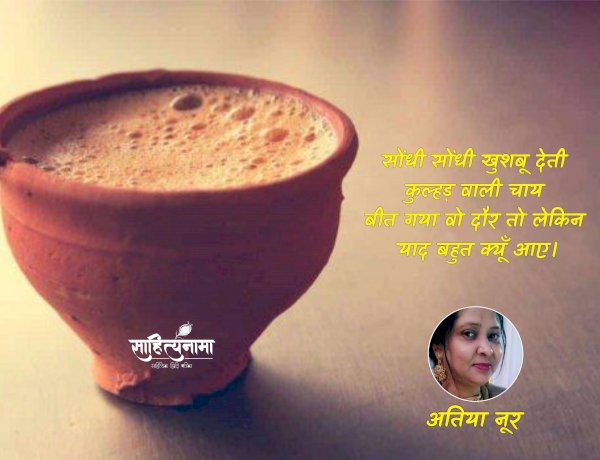 सोंधी सोंधी खुशबू देती
कुल्हड़ वाली चाय
बीत गया वो दौर तो लेकिन
याद बहुत क्यूँ आए।
साहित्यनामा
अतिया नूर